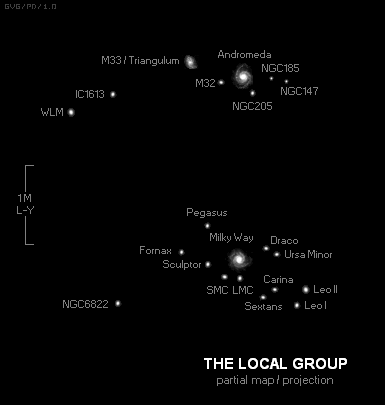 GVG/PD/1.0
Andromeda
M33 / Triangulum
NGC185
M32
NGC147
IC1613
NGC205
WLM
1M
L-Y
Pegasus
Milky Way
Draco
Fornax
Ursa Minor
Sculptor
Carina
SMC LMC
Leo II
NGC6822
Sextans
Leo I
THE LOCAL GROUP
partial map / projection